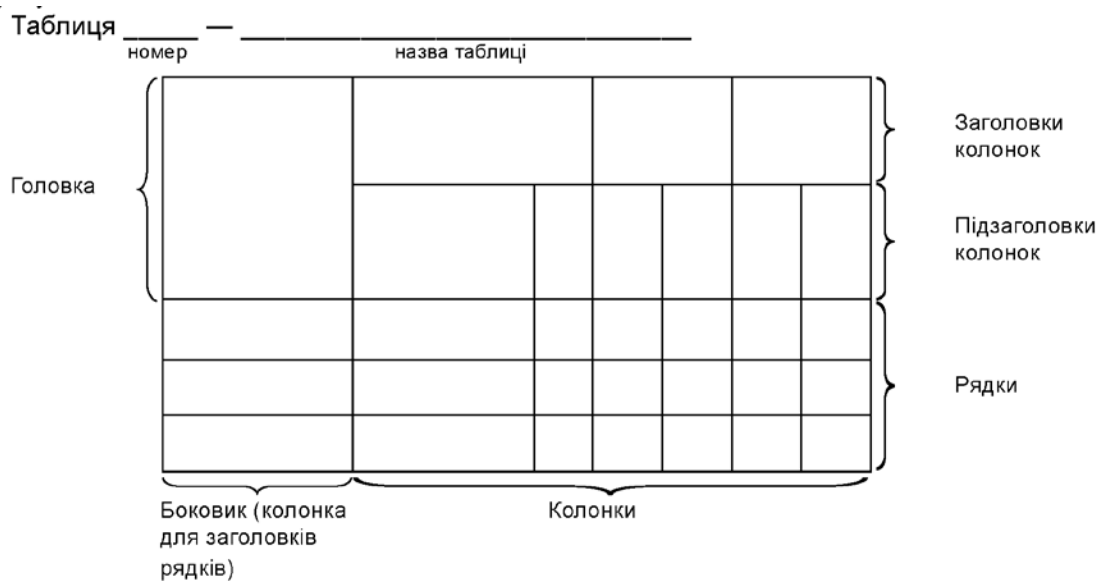 Таблиця _____ — ______________________________
номер назва таблиці
Заголовки
колонок
Головка
Підзаголовки
колонок
Рядки
Боковик (колонка
для заголовків
рядків)
Колонки